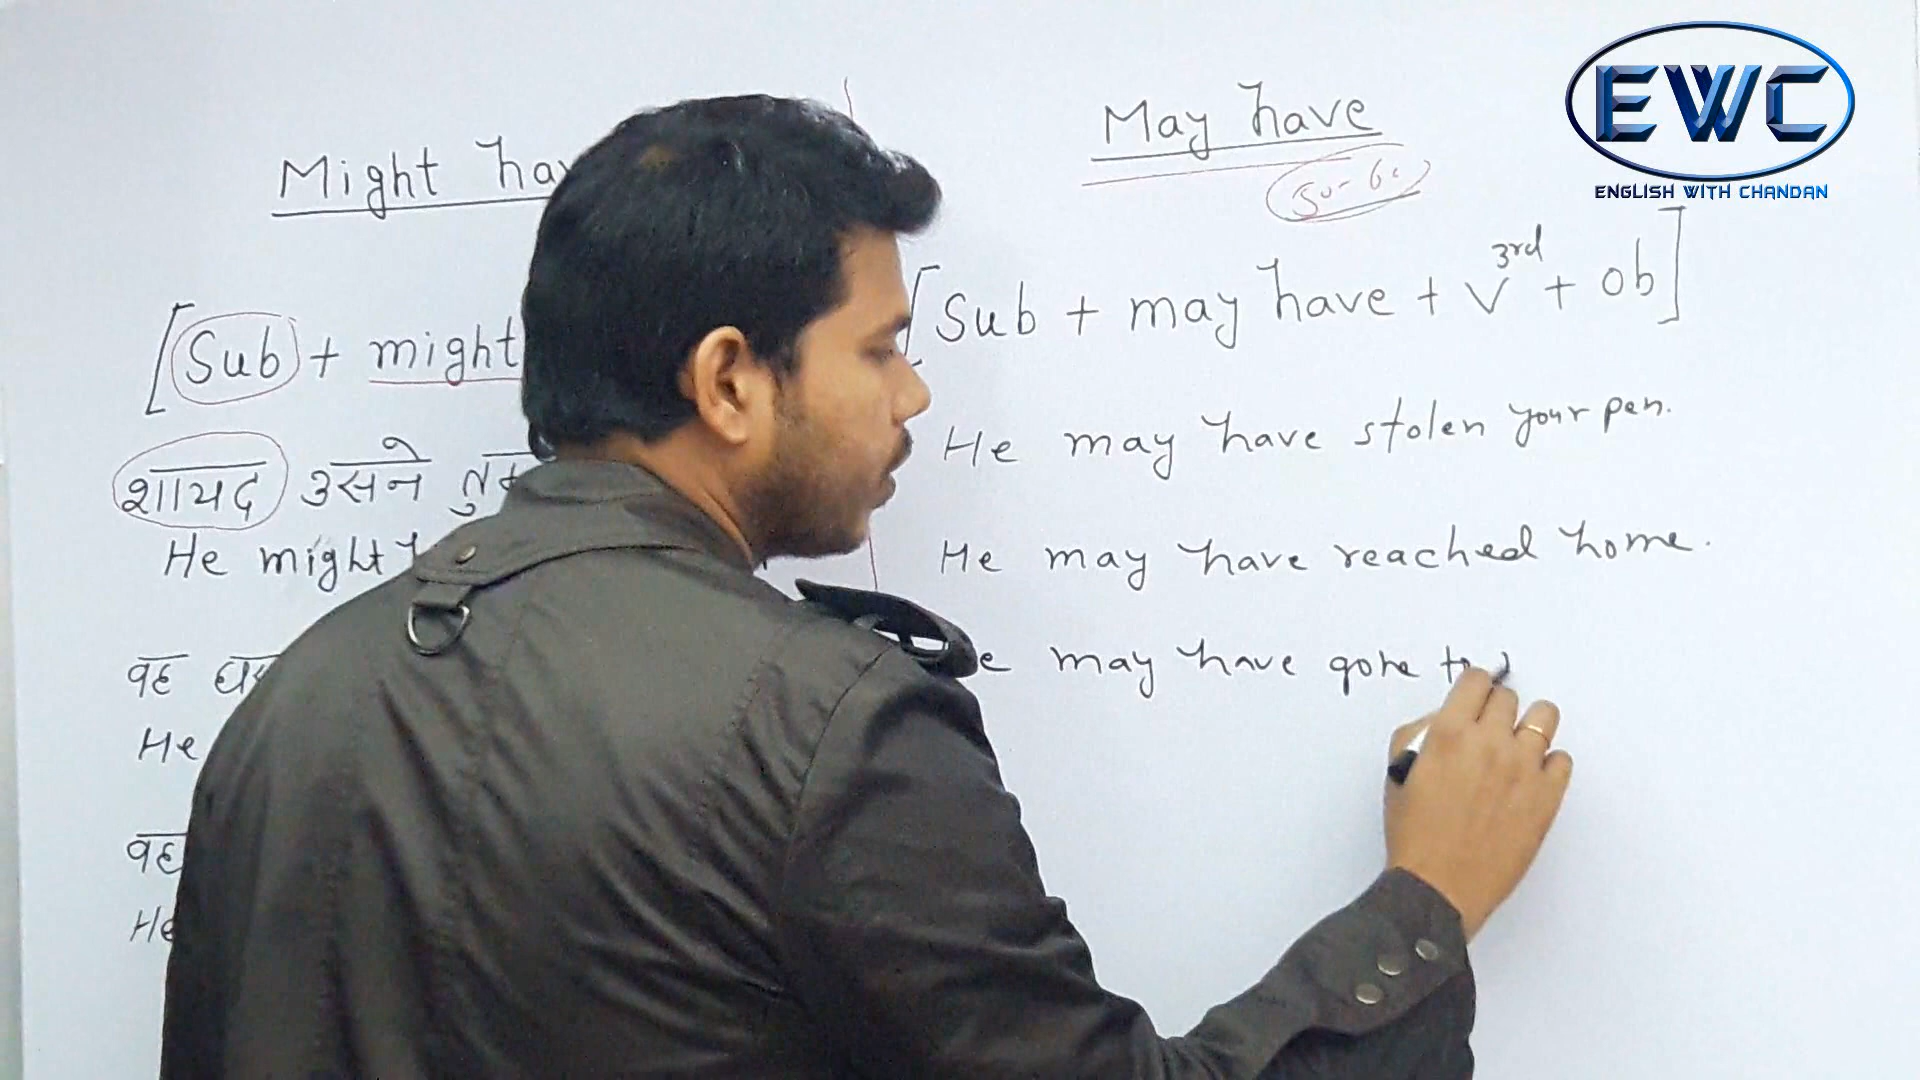 Might
[Sub + might
शायद उसने
He might
वह
He
वह
He
May have
[Sub + may have + V3rd + ob]
He may have stolen your pen.
He may have reached home.
may have gone
EWC
ENGLISH WITH CHANDAN